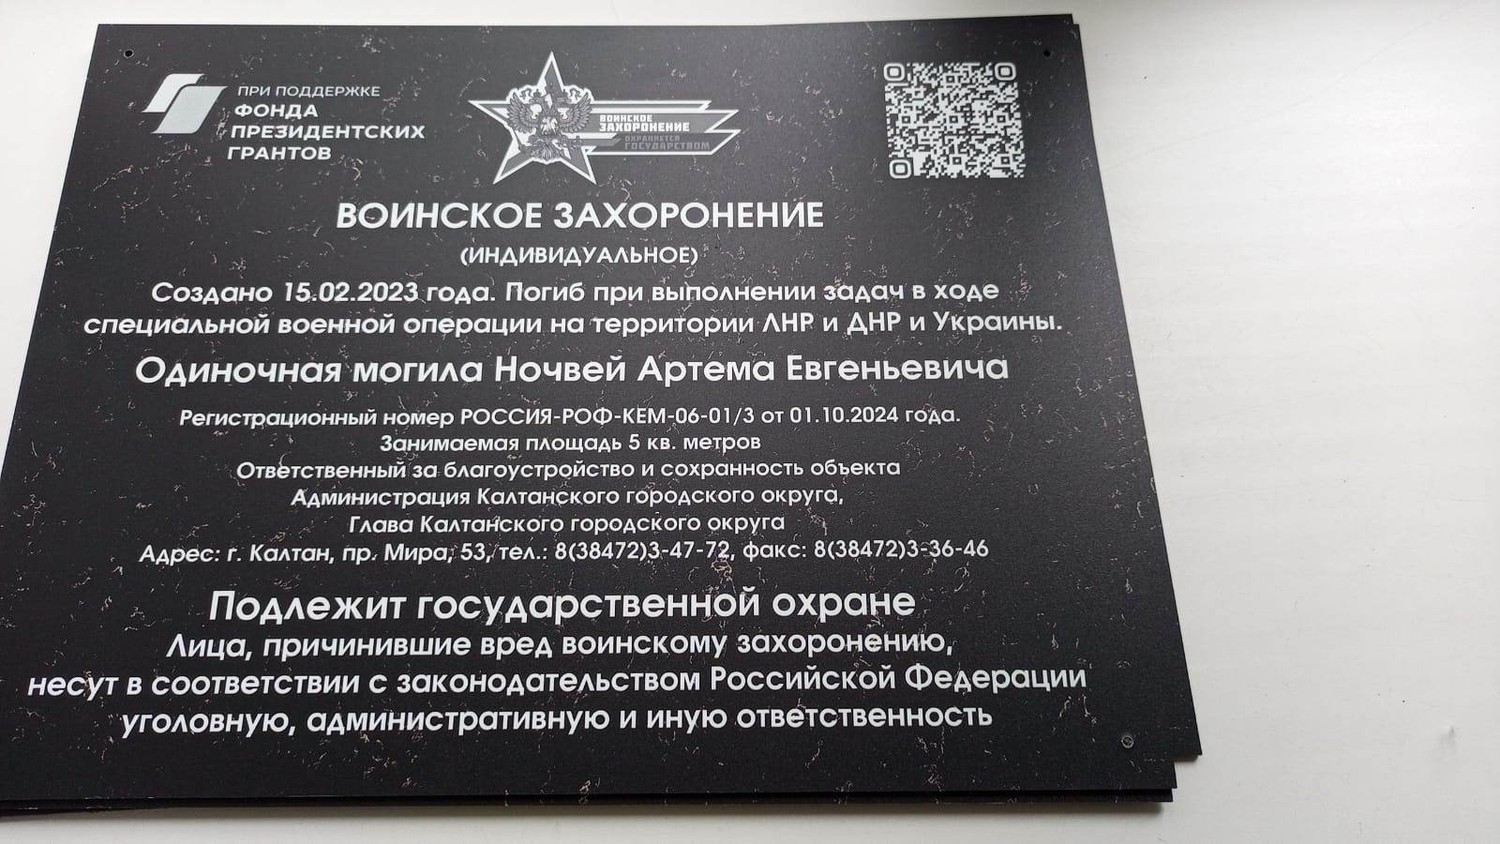 ПРИ ПОДДЕРЖКЕ
ФОНДА
ПРЕЗИДЕНТСКИХ
ГРАНТОВ
ВОИНСКОЕ
ЗАХОРОНЕНИЕ
ОХРАНЯЕТСЯ
ГОСУДАРСТВОМ
ВОИНСКОЕ ЗАХОРОНЕНИЕ
(ИНДИВИДУАЛЬНОЕ)
Создано 15.02.2023 года. Погиб при выполнении задач в ходе
специальной военной операции на территории ЛНР и ДНР и Украины.
Одиночная могила Ночвей Артема Евгеньевича
Регистрационный номер РОССИЯ-РОФ-КЕМ-06-01/3 от 01.10.2024 года.
Занимаемая площадь 5 кв. метров
Ответственный за благоустройство и сохранность объекта
Администрация Калтанского городского округа,
Глава Калтанского городского округа
Адрес: г. Калтан, пр. Мира, 53, тел.: 8(38472)3-47-72, факс: 8(38472)3-36-46
Подлежит государственной охране
Лица, причинившие вред воинскому захоронению,
несут в соответствии с законодательством Российской Федерации
уголовную, административную и иную ответственность